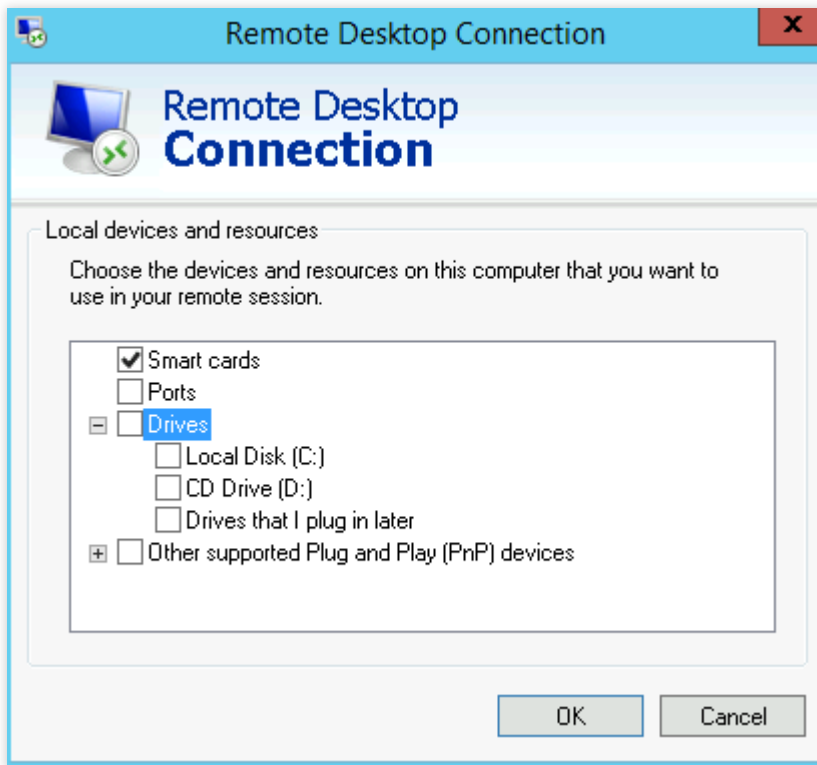 Remote Desktop Connection
Remote Desktop
Connection
Local devices and resources
Choose the devices and resources on this computer that you want to
use in your remote session.
Smart cards
Ports
Drives
Local Disk (C:)
CD Drive (D:)
Drives that I plug in later
Other supported Plug and Play (PnP) devices
OK
Cancel